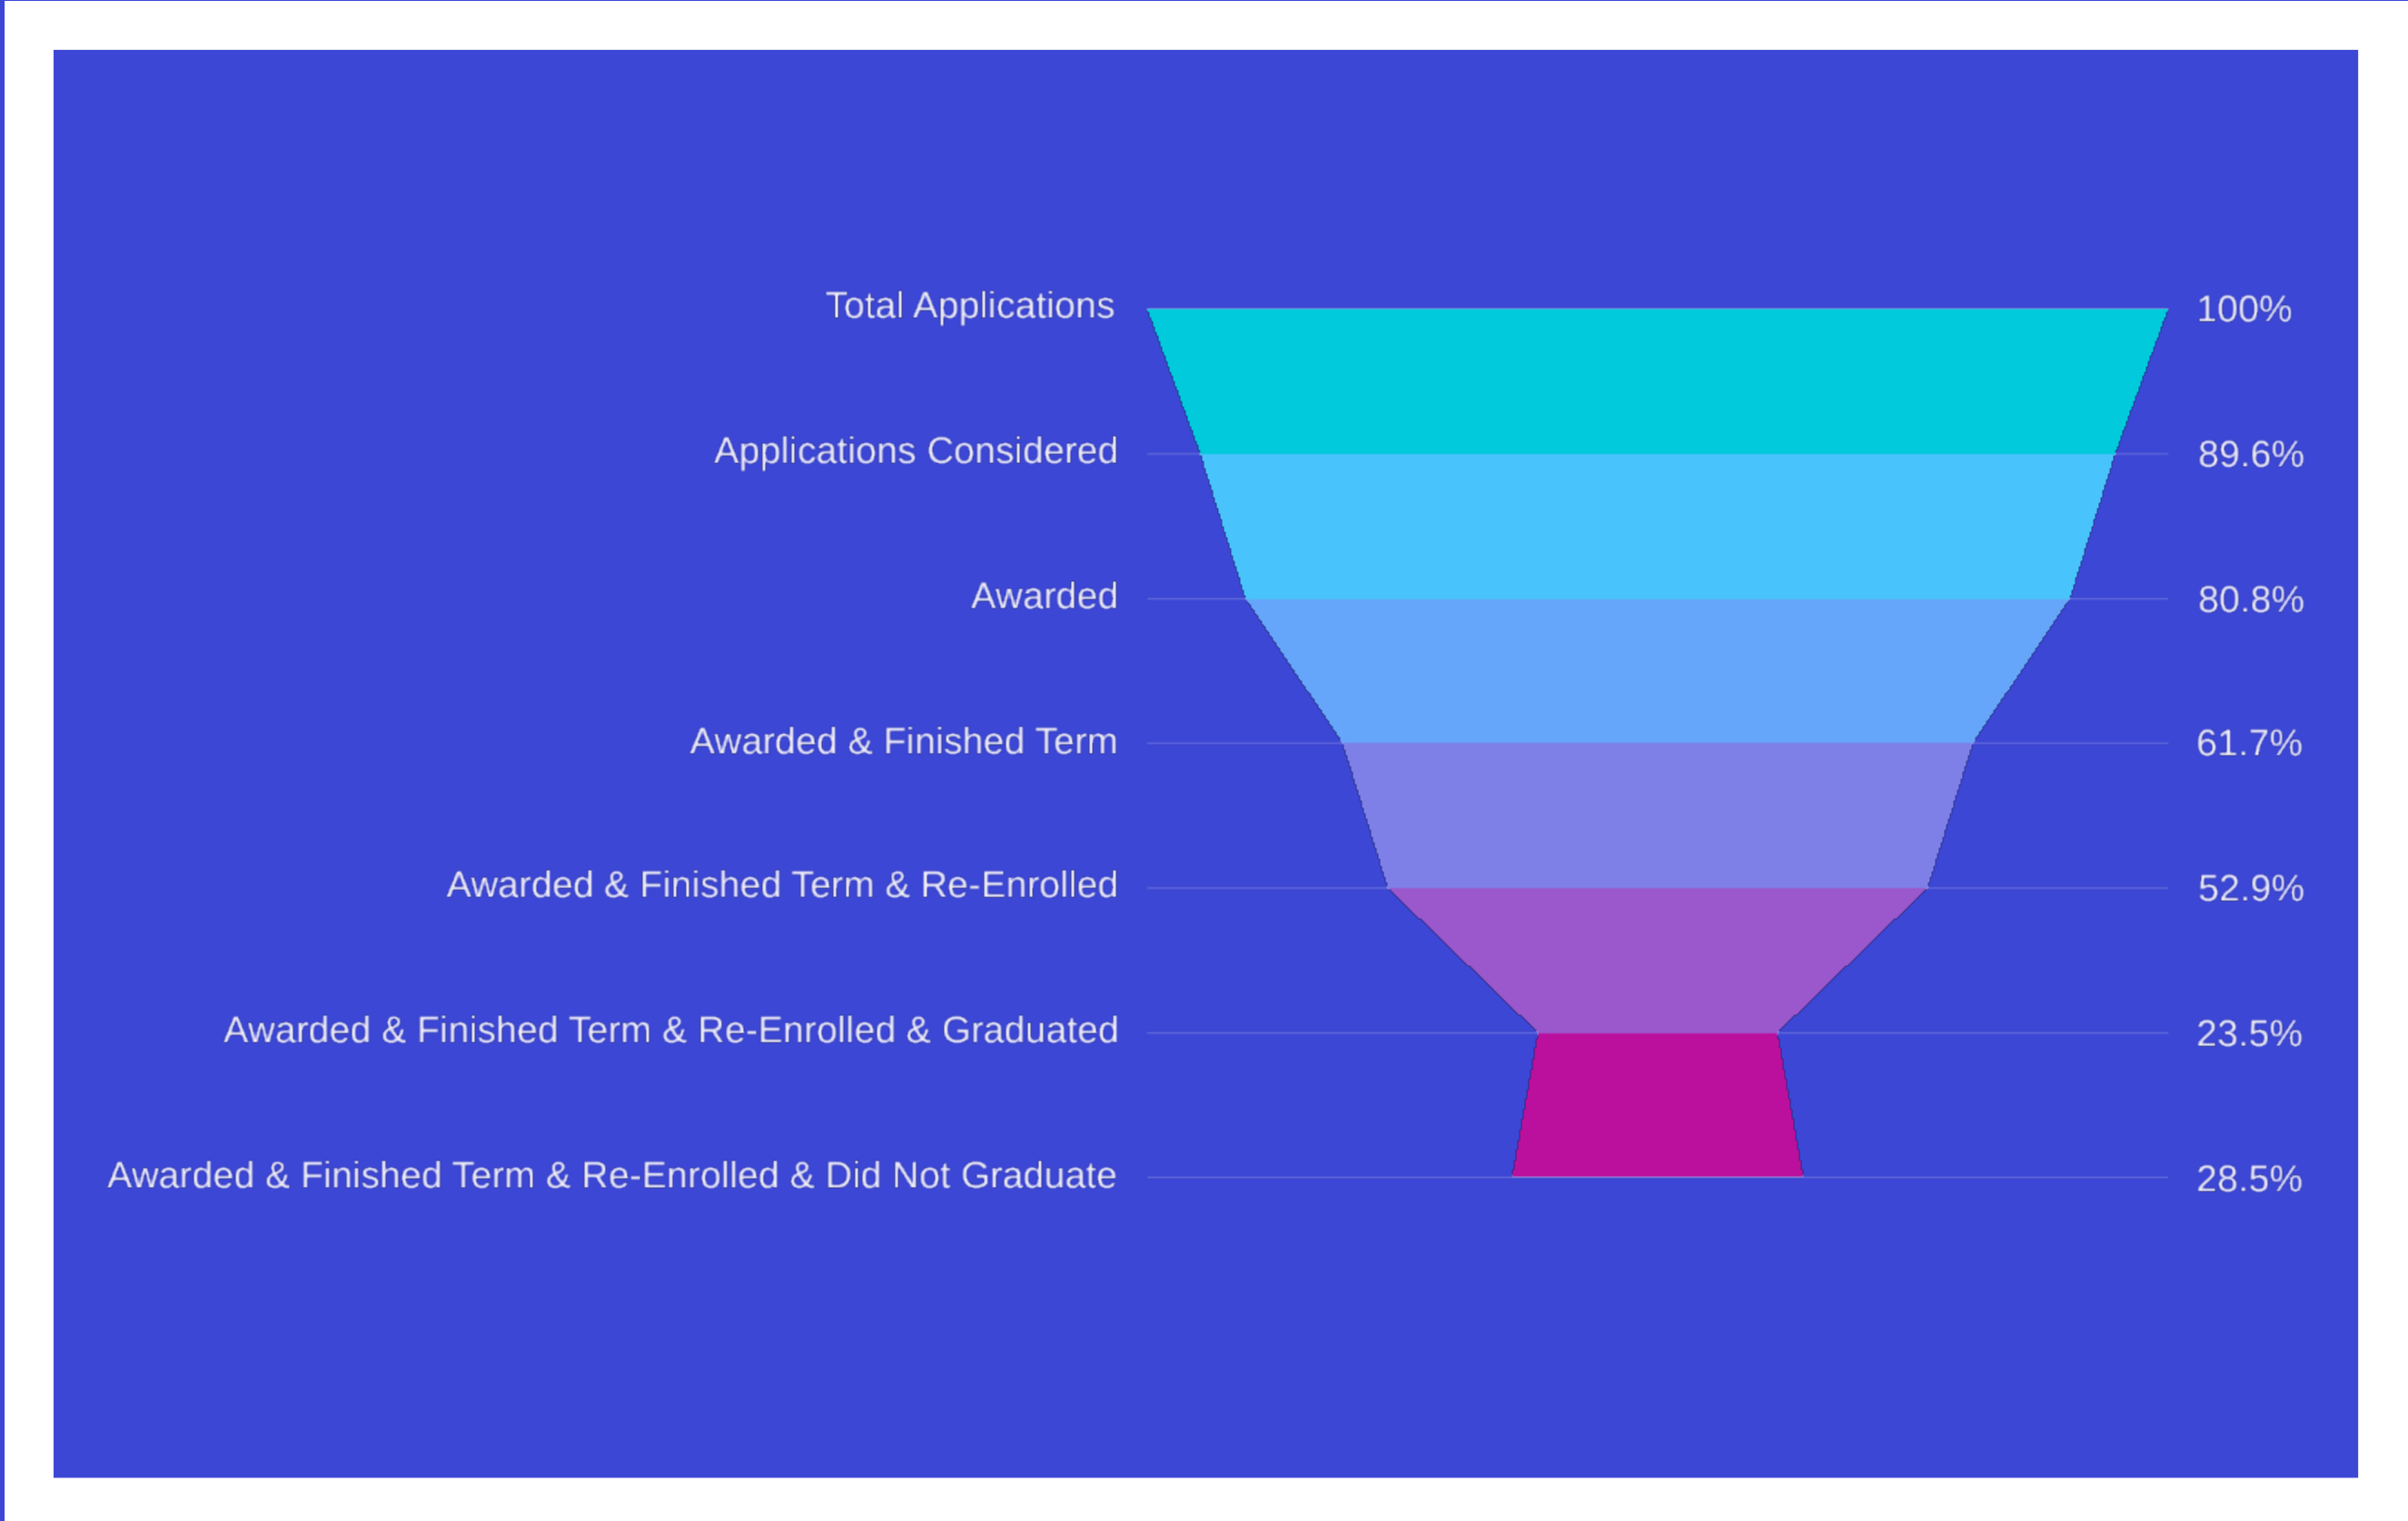 Total Applications 100%
Applications Considered 89.6%
Awarded 80.8%
Awarded & Finished Term 61.7%
Awarded & Finished Term & Re-Enrolled 52.9%
Awarded & Finished Term & Re-Enrolled & Graduated 23.5%
Awarded & Finished Term & Re-Enrolled & Did Not Graduate 28.5%